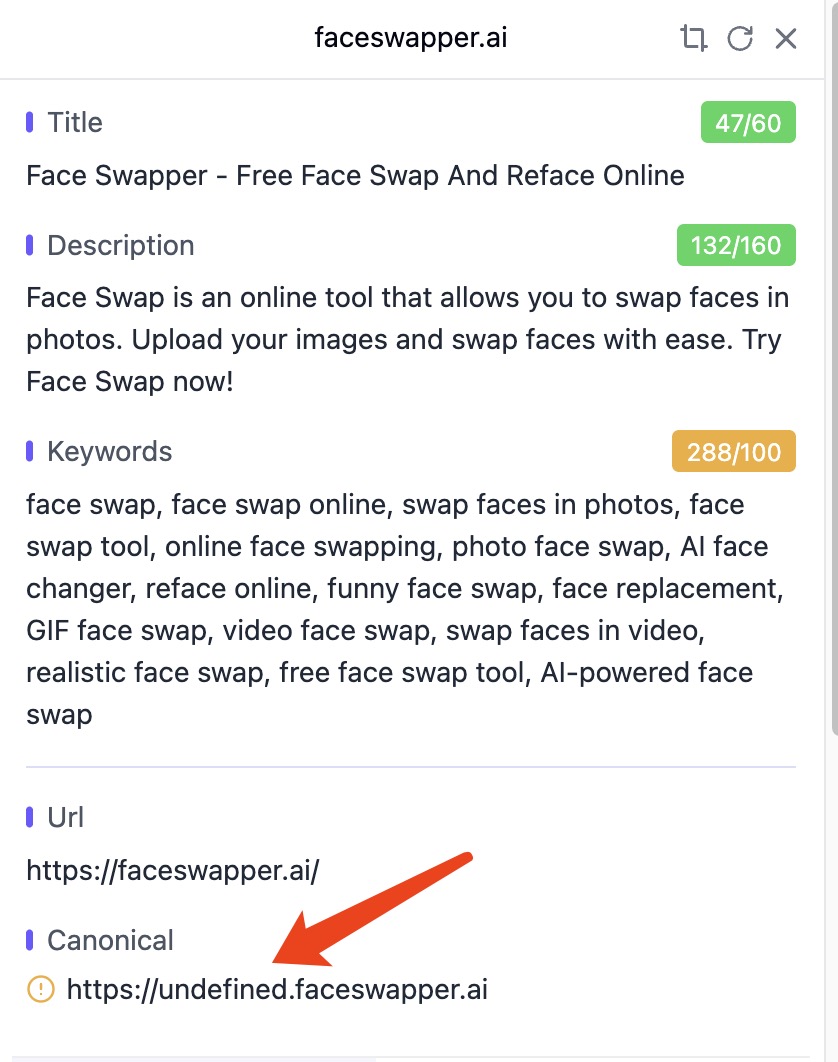 faceswapper.ai
Title
47/60
Face Swapper - Free Face Swap And Reface Online
Description
132/160
Face Swap is an online tool that allows you to swap faces in
photos. Upload your images and swap faces with ease. Try
Face Swap now!
Keywords
288/100
face swap, face swap online, swap faces in photos, face
swap tool, online face swapping, photo face swap, AI face
changer, reface online, funny face swap, face replacement,
GIF face swap, video face swap, swap faces in video,
realistic face swap, free face swap tool, AI-powered face
swap
Url
https://faceswapper.ai/
Canonical
https://undefined.faceswapper.ai